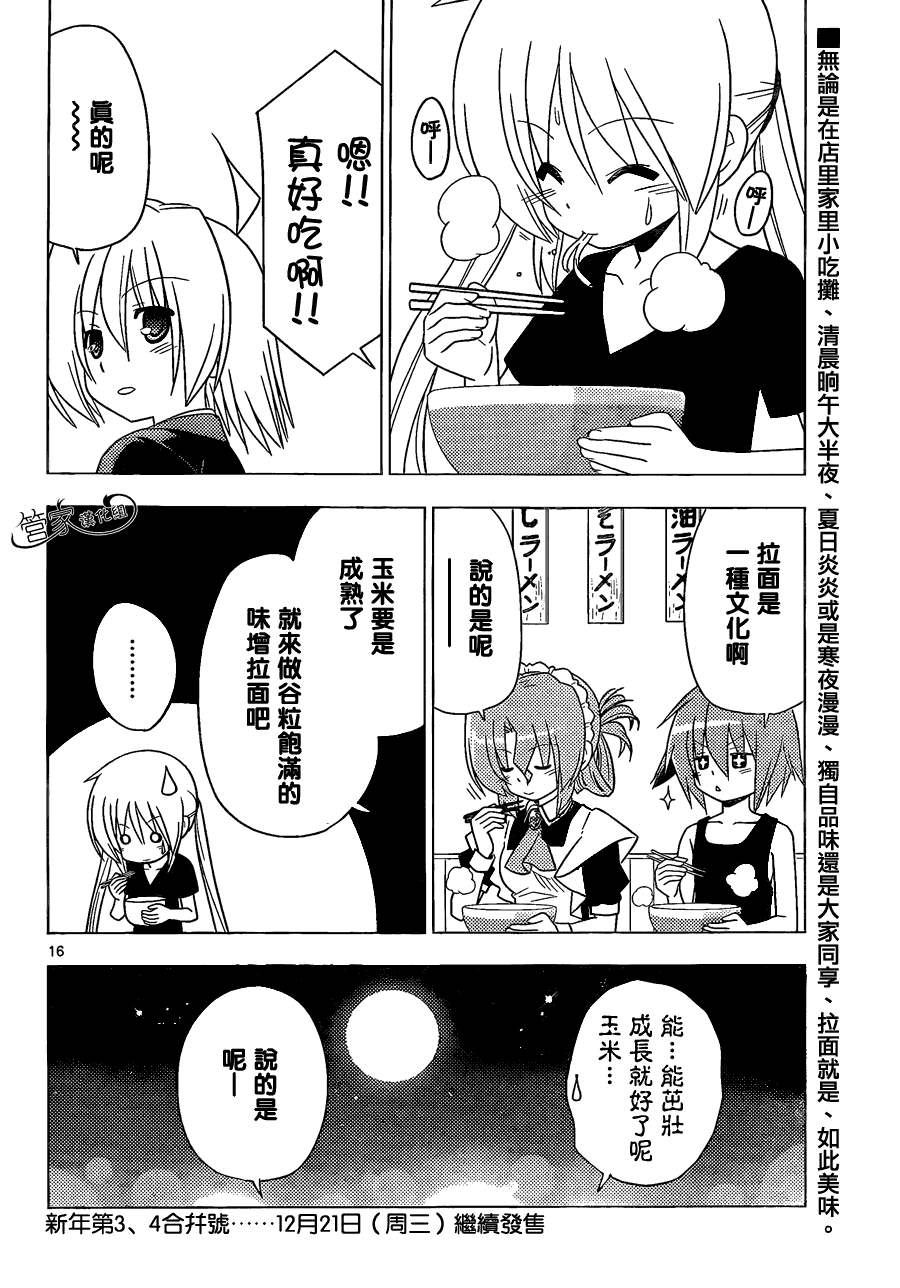 ■無論是在店里家里小吃攤、清晨晌午大半夜、夏日炎炎或是寒夜漫漫、獨自品味還是大家同享、拉面就是、如此美味。
呼—
呼—
嗯!!
真好吃啊!!
真的呢
拉面是
一種文化啊
油ラーメン
ラーメン
しラーメン
說的是呢
——
玉米要是
成熟了
就來做谷粒飽滿的
味增拉面吧
………
管家
漢化組
16
能…能茁壯
成長就好了呢
玉米…
說的是
呢—
新年第3、4合幷號……12月21日（周三）繼續發售